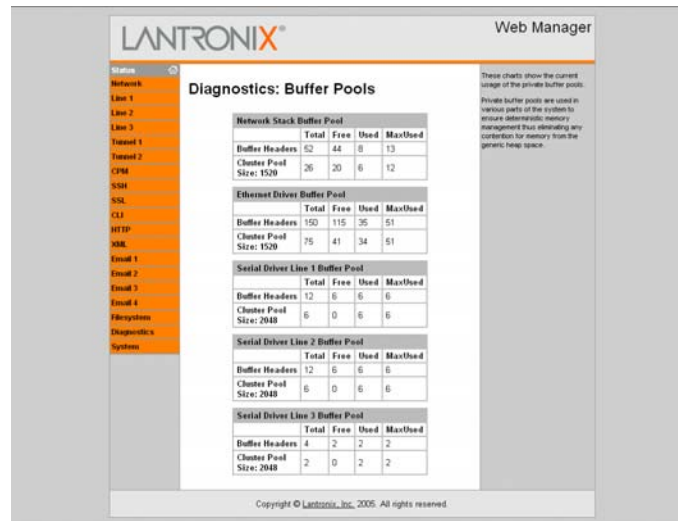 LANTRONIX®
Web Manager
Status
Network
Line 1
Line 2
Line 3
Tunnel 1
Tunnel 2
CPM
SSH
SSL
CLI
HTTP
XML
Email 1
Email 2
Email 3
Email 4
Filesystem
Diagnostics
System
Diagnostics: Buffer Pools
Network Stack Buffer Pool
Total Free Used MaxUsed
Buffer Headers 52 44 8 13
Cluster Pool
Size: 1520 26 20 6 12
Ethernet Driver Buffer Pool
Total Free Used MaxUsed
Buffer Headers 150 115 35 51
Cluster Pool
Size: 1520 75 41 34 51
Serial Driver Line 1 Buffer Pool
Total Free Used MaxUsed
Buffer Headers 12 6 6 6
Cluster Pool
Size: 2048 6 0 6 6
Serial Driver Line 2 Buffer Pool
Total Free Used MaxUsed
Buffer Headers 12 6 6 6
Cluster Pool
Size: 2048 6 0 6 6
Serial Driver Line 3 Buffer Pool
Total Free Used MaxUsed
Buffer Headers 4 2 2 2
Cluster Pool
Size: 2048 2 0 2 2
These charts show the current
usage of the private buffer pools.
Private buffer pools are used in
various parts of the system to
ensure deterministic memory
management thus eliminating any
contention for memory from the
generic heap space.
Copyright © Lantronix, Inc. 2005. All rights reserved.